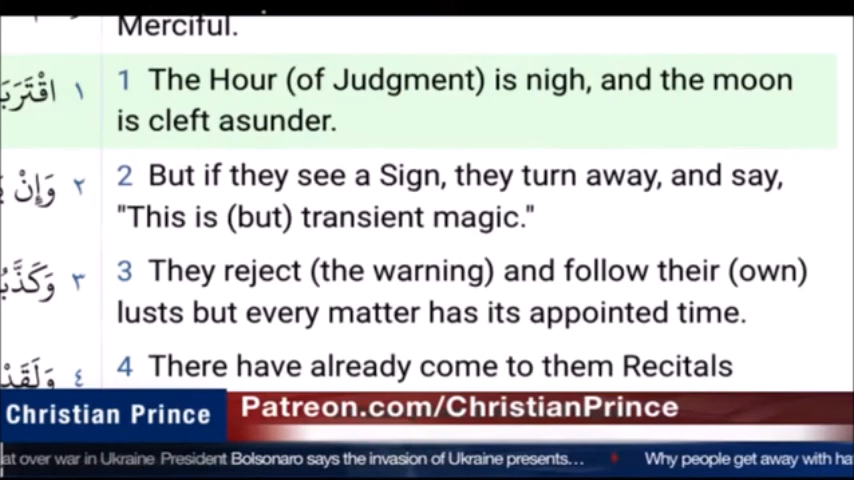 Merciful.
اقْتَرَبَ ١ 1 The Hour (of Judgment) is nigh, and the moon
is cleft asunder.
وَإِنْ ٢ 2 But if they see a Sign, they turn away, and say,
"This is (but) transient magic."
٣ 3 They reject (the warning) and follow their (own)
lusts but every matter has its appointed time.
وَلَقَدْ ٤ 4 There have already come to them Recitals
Christian Prince Patreon.com/ChristianPrince
at over war in Ukraine President Bolsonaro says the invasion of Ukraine presents... Why people get away with ha